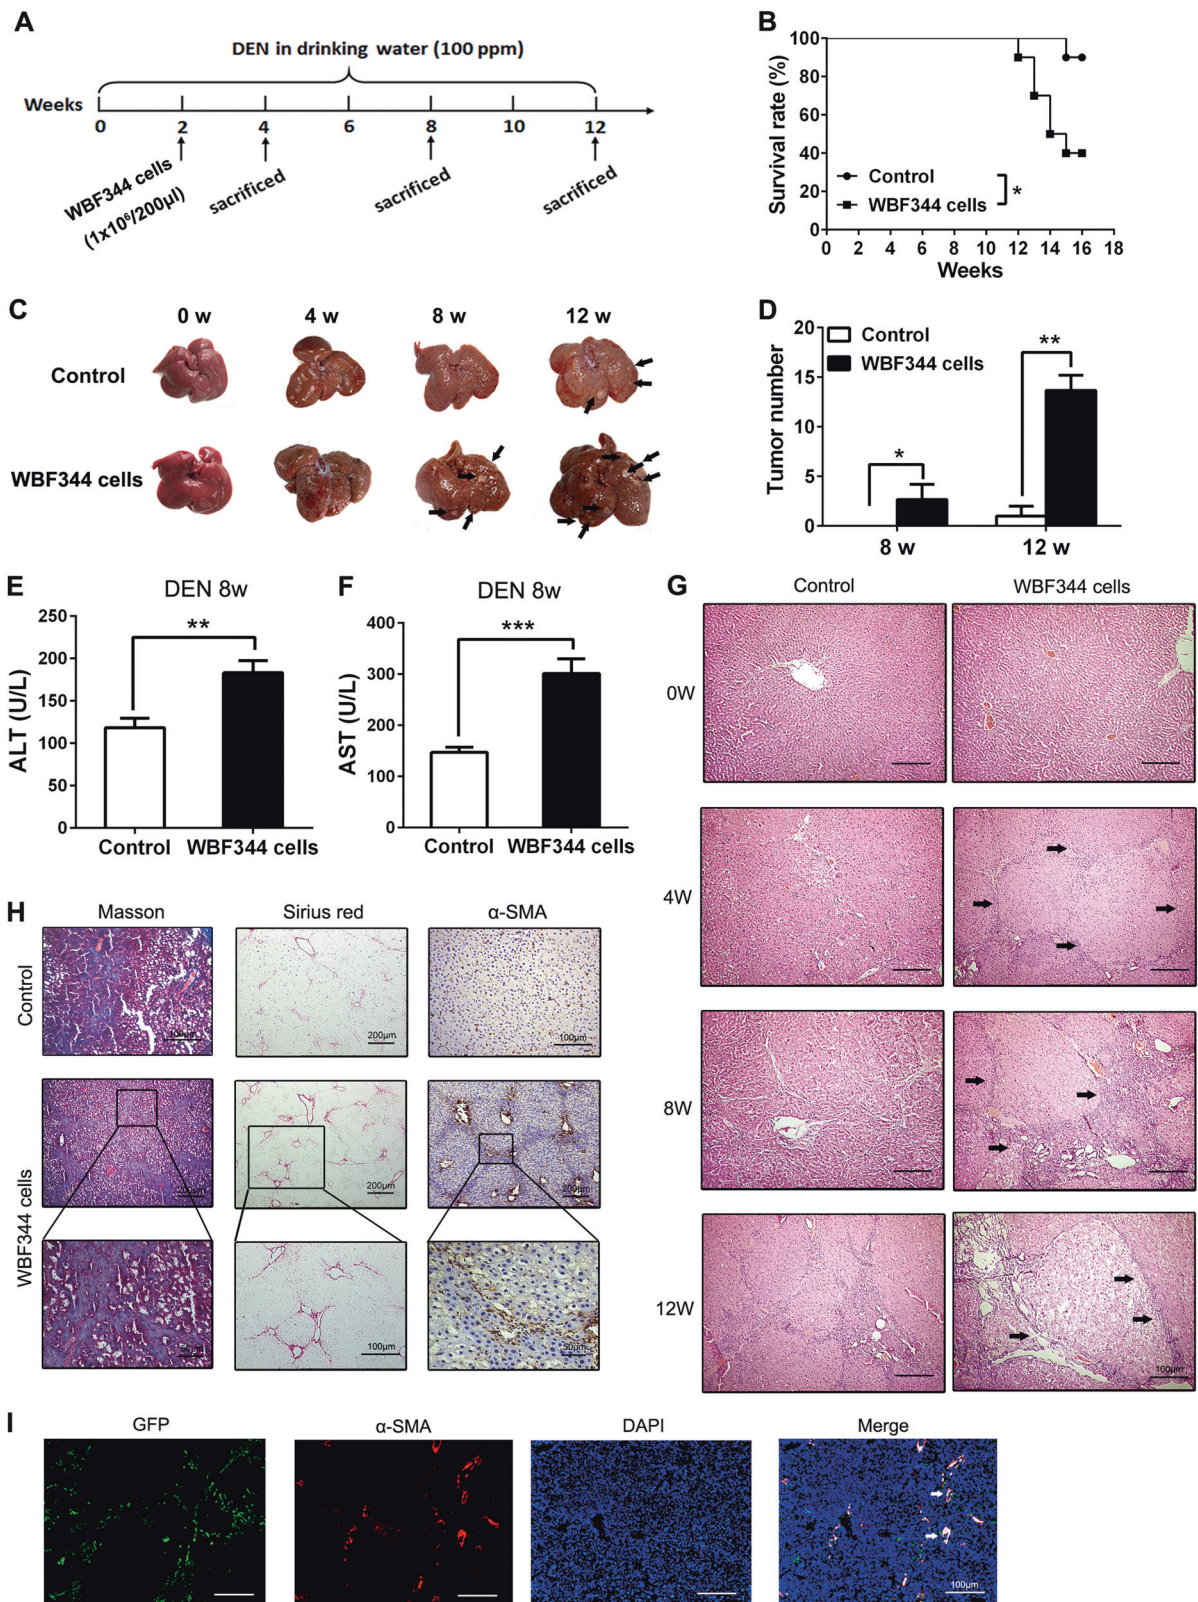 A
DEN in drinking water (100 ppm)
Weeks
0 2 4 6 8 10 12
WBF344 cells
(1x10⁶/200μl)
sacrificed
sacrificed
sacrificed
B
Survival rate (%)
100
80
60
40
20
0
Control
WBF344 cells
*
0 2 4 6 8 10 12 14 16 18
Weeks
C
0 w 4 w 8 w 12 w
Control
WBF344 cells
D
Tumor number
20
15
10
5
0
Control
WBF344 cells
*
**
8 w 12 w
E
DEN 8w
ALT (U/L)
250
200
150
100
50
0
**
Control WBF344 cells
F
DEN 8w
AST (U/L)
400
300
200
100
0
***
Control WBF344 cells
G
Control WBF344 cells
0W
4W
8W
12W
100μm
H
Masson Sirius red α-SMA
Control
100μm 200μm 100μm
WBF344 cells
200μm 200μm
50μm 100μm 50μm
I
GFP α-SMA DAPI Merge
100μm